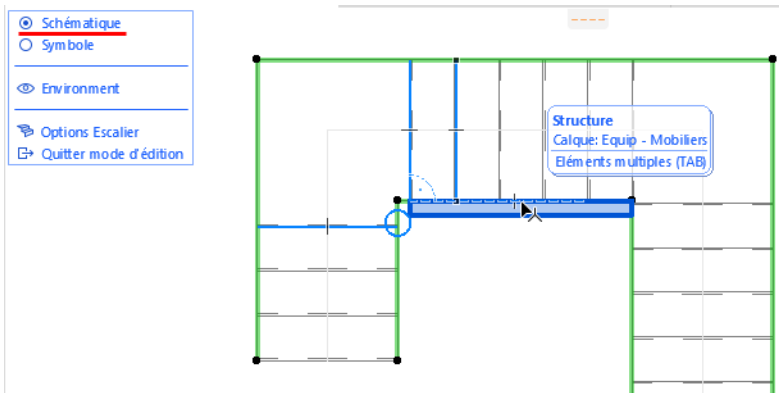 Schématique
Symbole
Environment
Options Escalier
Quitter mode d'édition
Structure
Calque: Equip - Mobiliers
Eléments multiples (TAB)